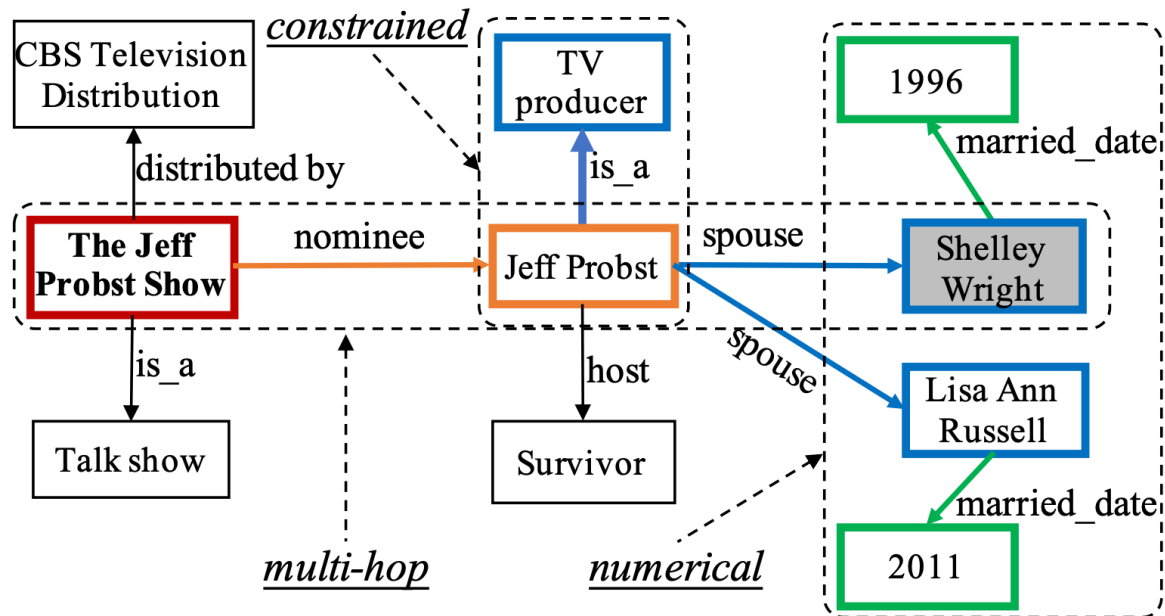 constrained
CBS Television
Distribution
TV
producer
1996
distributed by
is_a
married_date
The Jeff
Probst Show
nominee
Jeff Probst
spouse
Shelley
Wright
spouse
is_a
host
Lisa Ann
Russell
Talk show
Survivor
married_date
multi-hop
numerical
2011